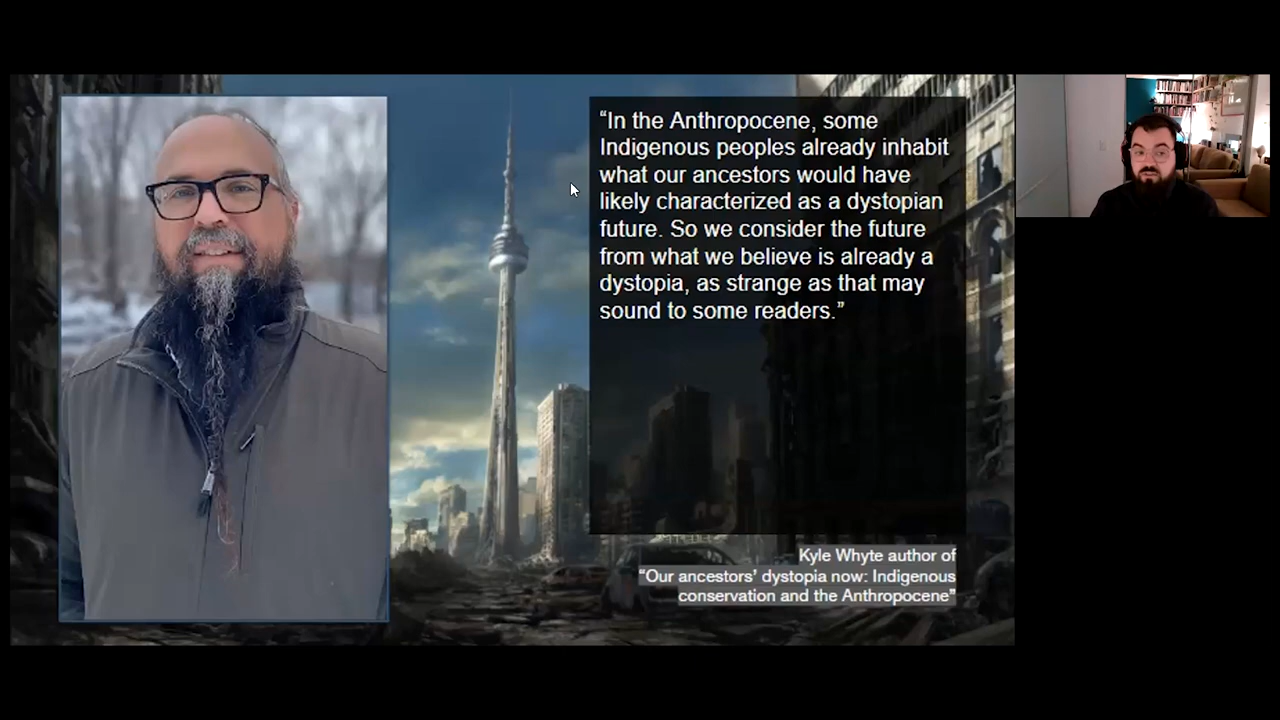 “In the Anthropocene, some
Indigenous peoples already inhabit
what our ancestors would have
likely characterized as a dystopian
future. So we consider the future
from what we believe is already a
dystopia, as strange as that may
sound to some readers.”
Kyle Whyte author of
“Our ancestors’ dystopia now: Indigenous
conservation and the Anthropocene”